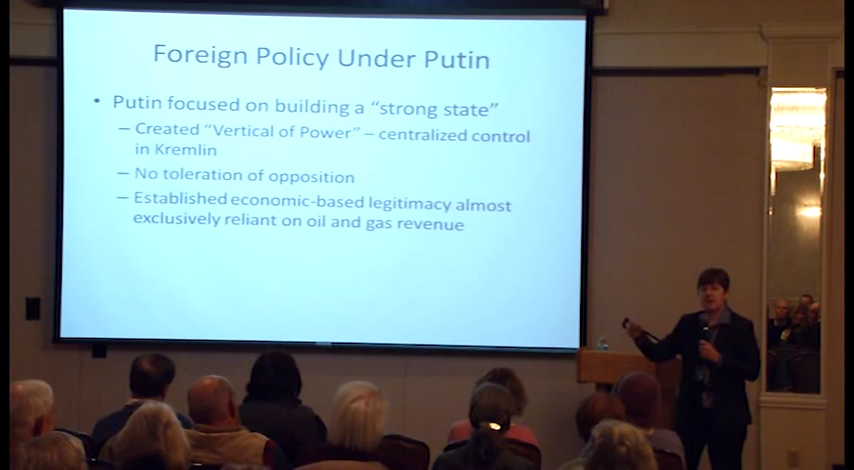 Foreign Policy Under Putin
• Putin focused on building a “strong state”
– Created “Vertical of Power” – centralized control
in Kremlin
– No toleration of opposition
– Established economic-based legitimacy almost
exclusively reliant on oil and gas revenue